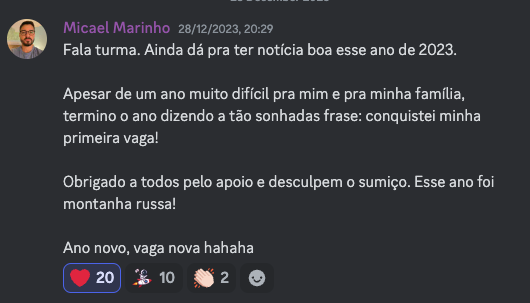 Micael Marinho 28/12/2023, 20:29
Fala turma. Ainda dá pra ter notícia boa esse ano de 2023.
Apesar de um ano muito difícil pra mim e pra minha família,
termino o ano dizendo a tão sonhadas frase: conquistei minha
primeira vaga!
Obrigado a todos pelo apoio e desculpem o sumiço. Esse ano foi
montanha russa!
Ano novo, vaga nova hahaha
20 10 2